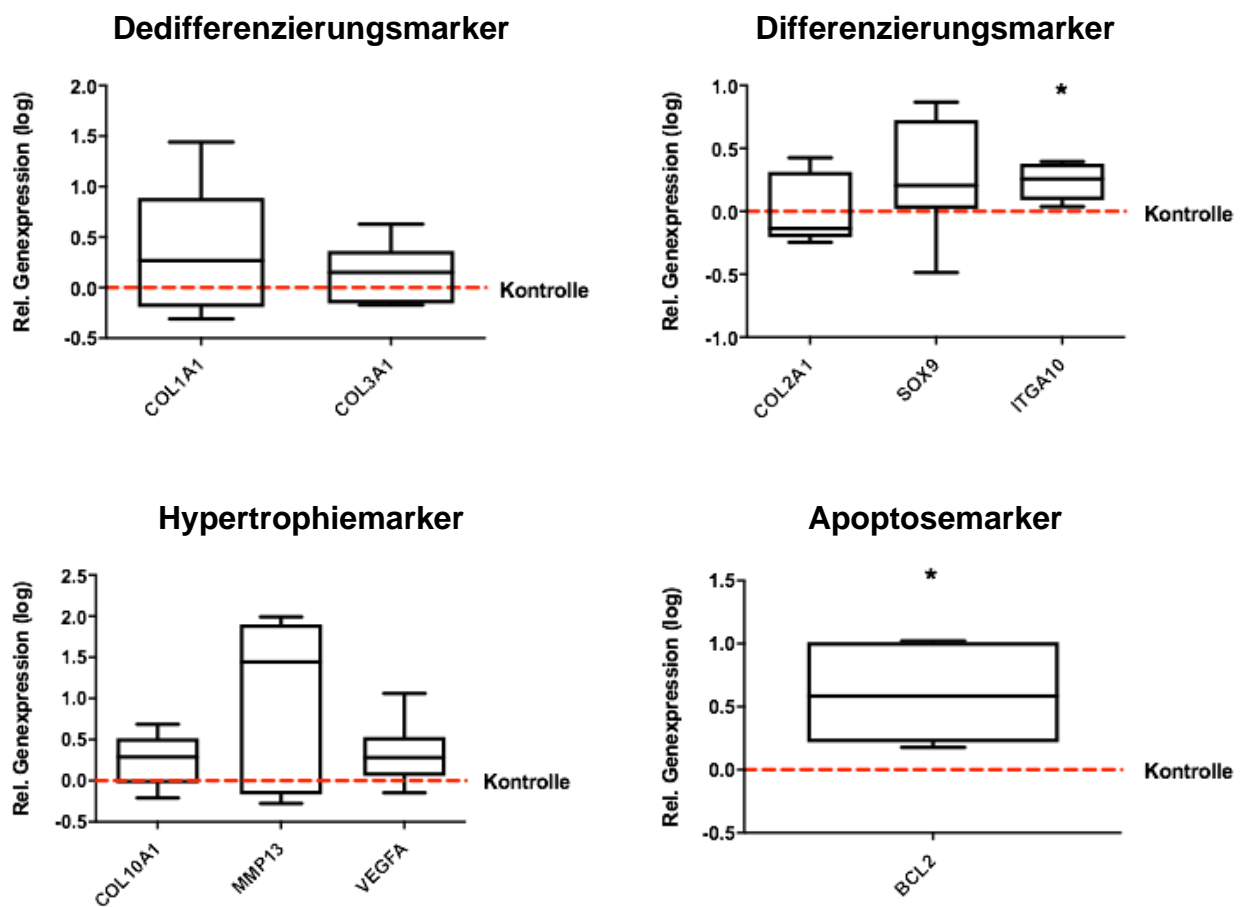 Dedifferenzierungsmarker
Rel. Genexpression (log)
2.0
1.5
1.0
0.5
0.0
-0.5
Kontrolle
COL1A1
COL3A1
Differenzierungsmarker
Rel. Genexpression (log)
1.0
0.5
0.0
-0.5
-1.0
*
Kontrolle
COL2A1
SOX9
ITGA10
Hypertrophiemarker
Rel. Genexpression (log)
2.5
2.0
1.5
1.0
0.5
0.0
-0.5
Kontrolle
COL10A1
MMP13
VEGFA
Apoptosemarker
Rel. Genexpression (log)
1.5
1.0
0.5
0.0
-0.5
*
Kontrolle
BCL2